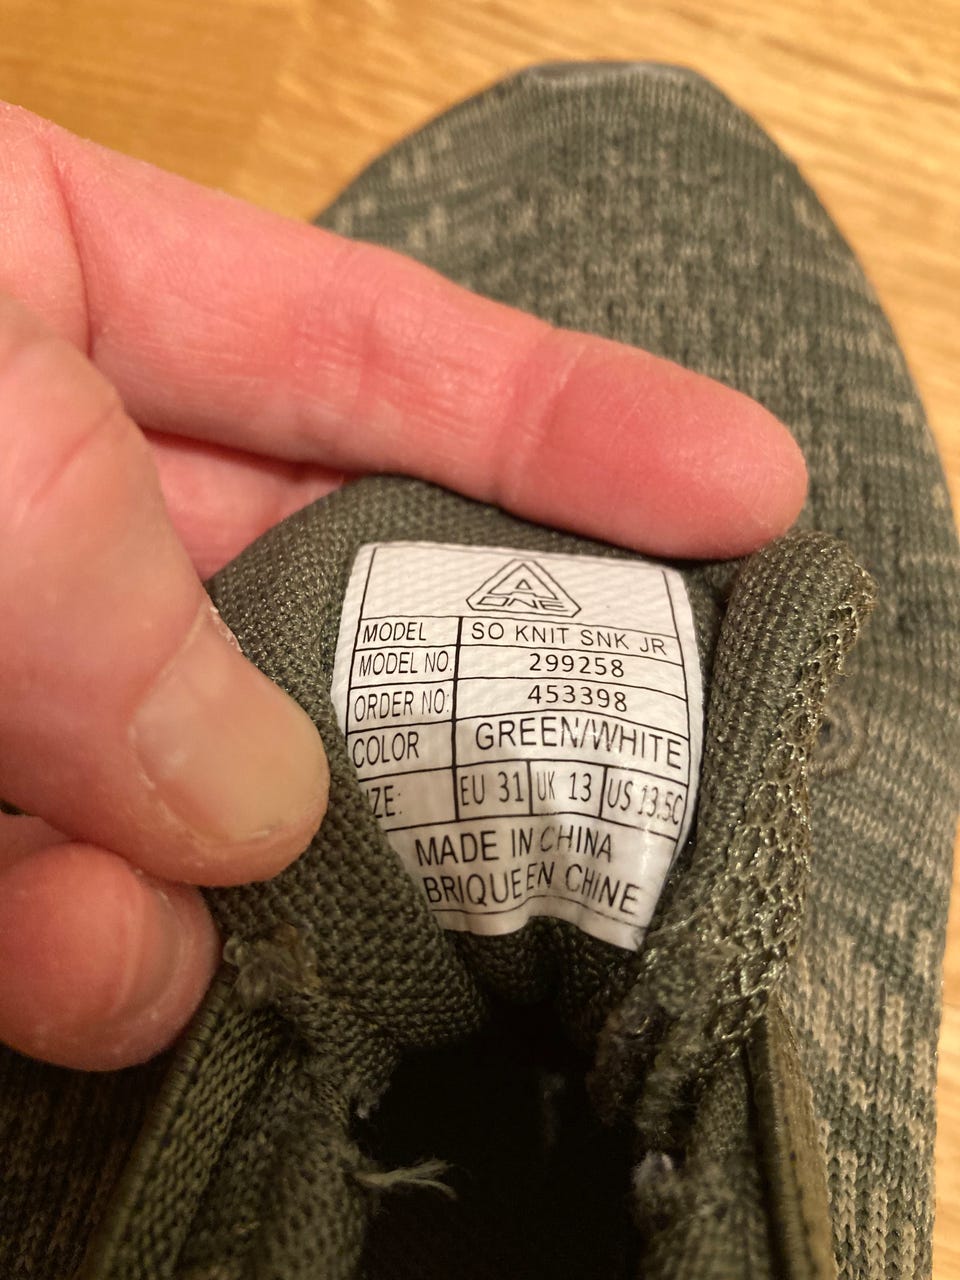 A
ONE
MODEL SO KNIT SNK JR
MODEL NO. 299258
ORDER NO: 453398
COLOR GREEN/WHITE
ZE: EU 31 UK 13 US 13.5C
MADE IN CHINA
BRIQUEEN CHINE